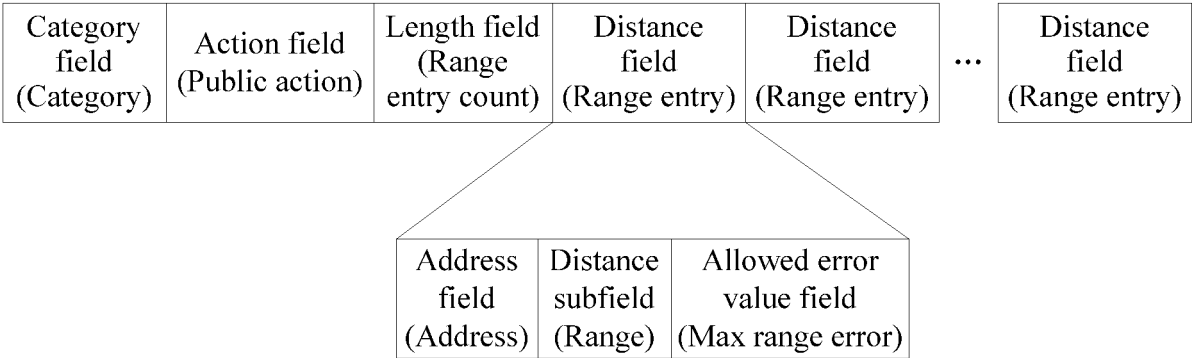 Category
field
(Category)
Action field
(Public action)
Length field
(Range
entry count)
Distance
field
(Range entry)
Distance
field
(Range entry)
...
Distance
field
(Range entry)
Address
field
(Address)
Distance
subfield
(Range)
Allowed error
value field
(Max range error)